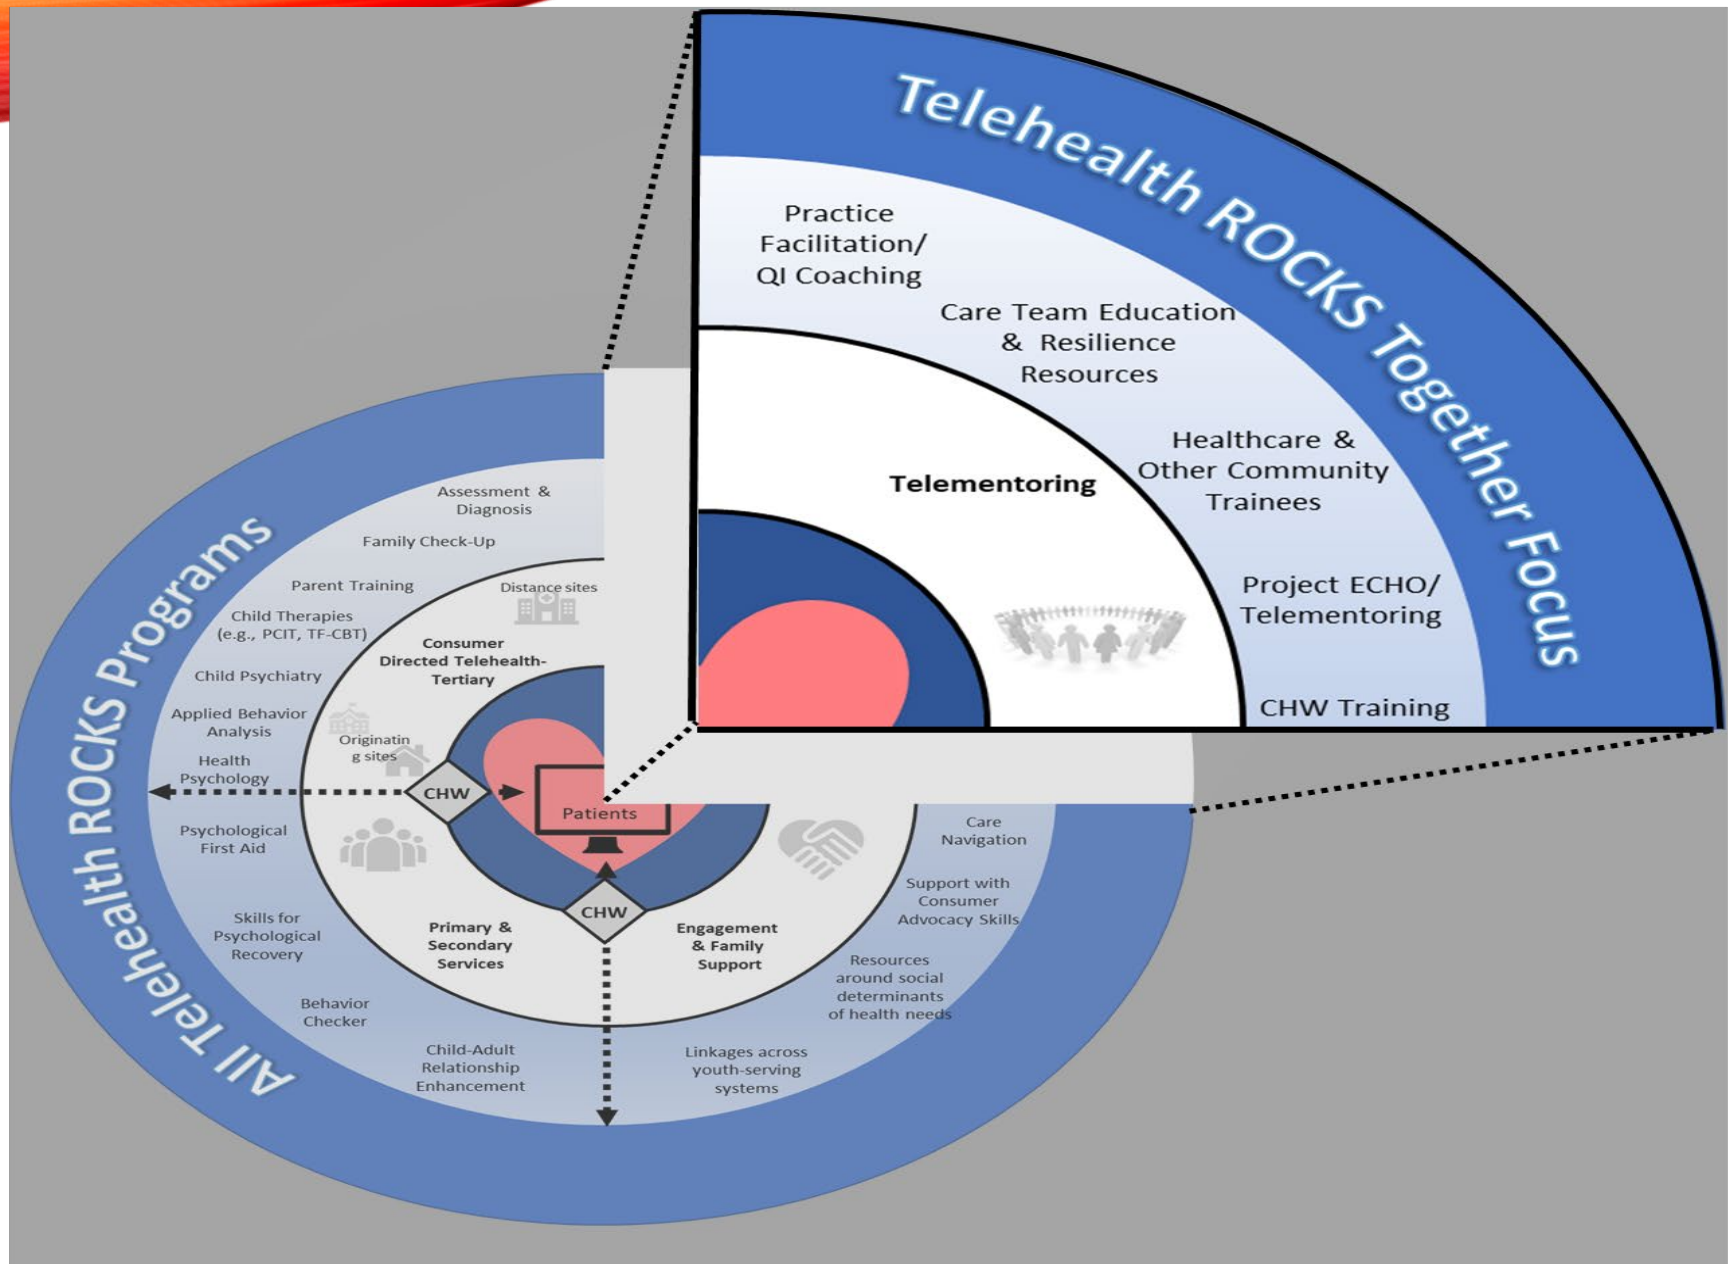 Telehealth ROCKS Together Focus
Practice
Facilitation/
QI Coaching
Care Team Education
& Resilience
Resources
Healthcare &
Other Community
Trainees
Project ECHO/
Telementoring
CHW Training
Telementoring
All Telehealth ROCKS Programs
Assessment &
Diagnosis
Family Check-Up
Parent Training
Child Therapies
(e.g., PCIT, TF-CBT)
Child Psychiatry
Applied Behavior
Analysis
Health
Psychology
Psychological
First Aid
Skills for
Psychological
Recovery
Behavior
Checker
Child-Adult
Relationship
Enhancement
Linkages across
youth-serving
systems
Resources
around social
determinants
of health needs
Support with
Consumer
Advocacy Skills
Care
Navigation
Distance sites
Consumer
Directed Telehealth-
Tertiary
Originatin
g sites
CHW
Patients
CHW
Primary &
Secondary
Services
Engagement
& Family
Support